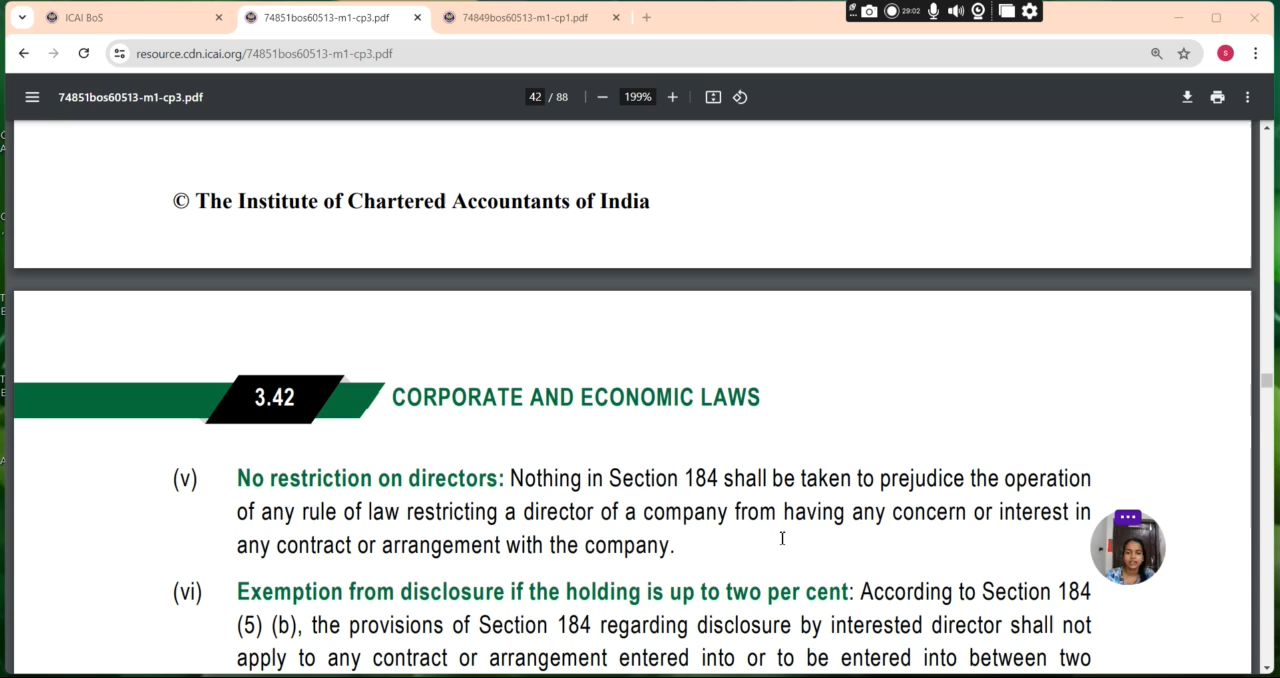 ICAI BoS
74851bos60513-m1-cp3.pdf
74849bos60513-m1-cp1.pdf
29:02
resource.cdn.icai.org/74851bos60513-m1-cp3.pdf
S
74851bos60513-m1-cp3.pdf
42 / 88
199%
© The Institute of Chartered Accountants of India
3.42 CORPORATE AND ECONOMIC LAWS
(v) No restriction on directors: Nothing in Section 184 shall be taken to prejudice the operation
of any rule of law restricting a director of a company from having any concern or interest in
any contract or arrangement with the company.
(vi) Exemption from disclosure if the holding is up to two per cent: According to Section 184
(5) (b), the provisions of Section 184 regarding disclosure by interested director shall not
apply to any contract or arrangement entered into or to be entered into between two